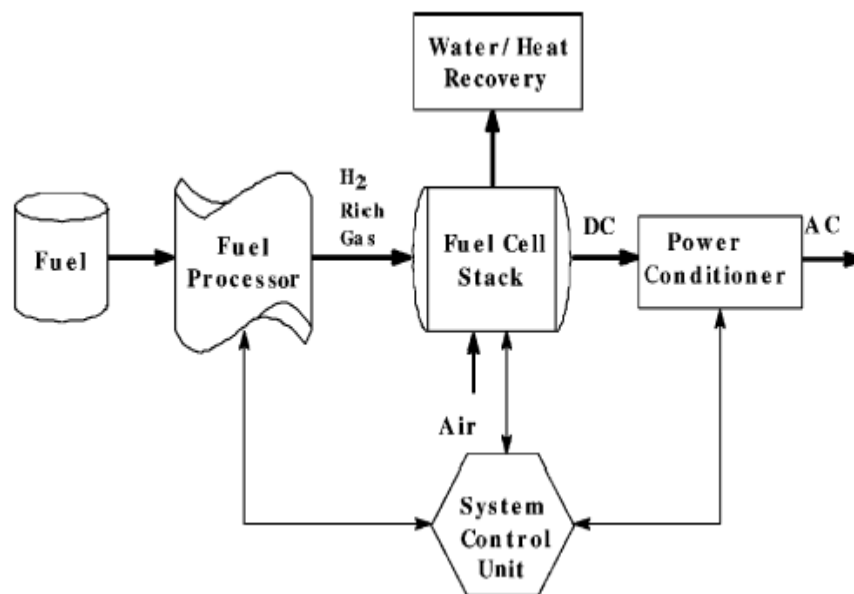 Water/ Heat
Recovery
H2
Rich
Gas
Fuel
Fuel
Processor
Fuel Cell
Stack
DC
Power
Conditioner
AC
Air
System
Control
Unit